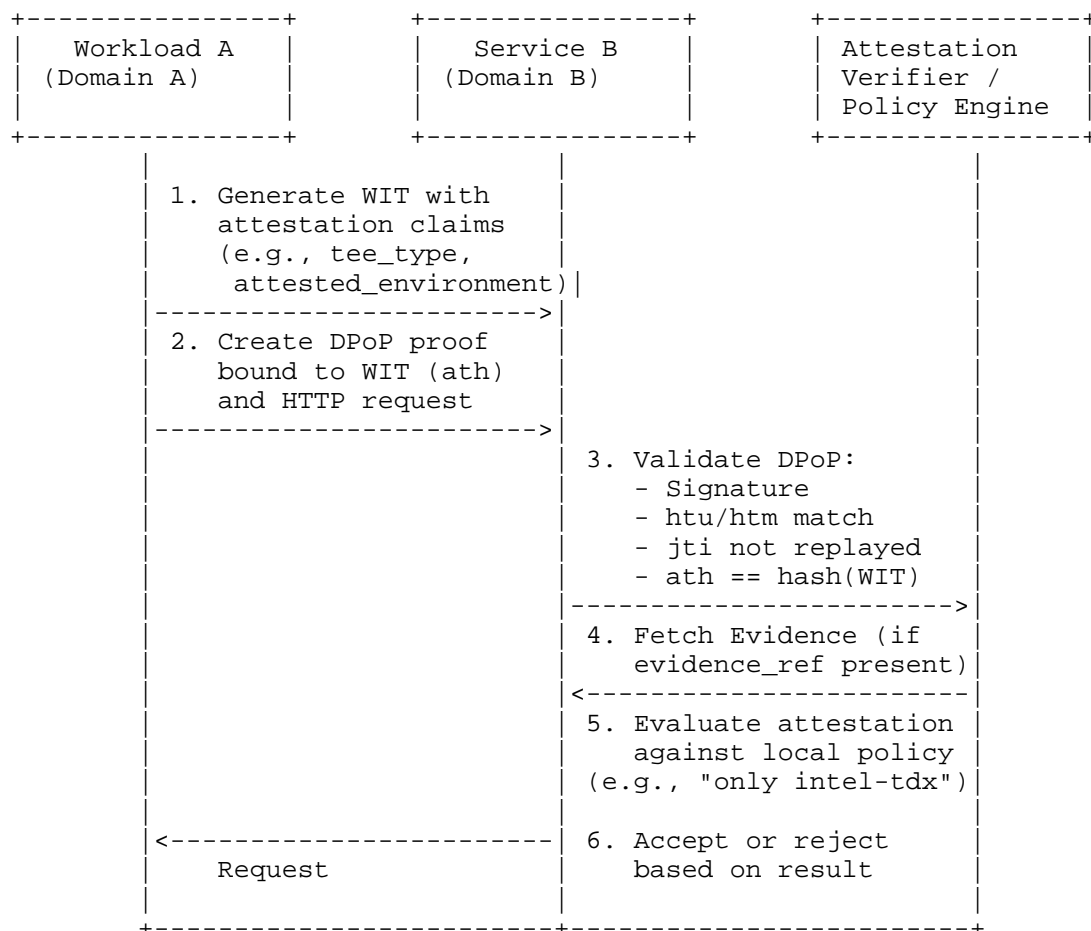 Workload A Service B Attestation
(Domain A) (Domain B) Verifier /
Policy Engine
1. Generate WIT with
attestation claims
(e.g., tee_type,
attested_environment)
2. Create DPoP proof
bound to WIT (ath)
and HTTP request
3. Validate DPoP:
- Signature
- htu/htm match
- jti not replayed
- ath == hash(WIT)
4. Fetch Evidence (if
evidence_ref present)
5. Evaluate attestation
against local policy
(e.g., "only intel-tdx")
6. Accept or reject
Request based on result